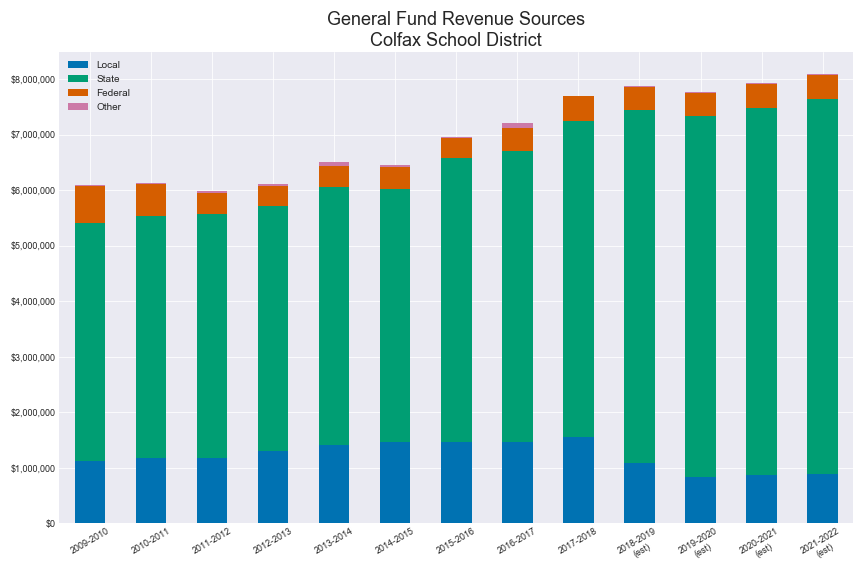 General Fund Revenue Sources
Colfax School District
Local
State
Federal
Other
$8,000,000
$7,000,000
$6,000,000
$5,000,000
$4,000,000
$3,000,000
$2,000,000
$1,000,000
$0
2009-2010
2010-2011
2011-2012
2012-2013
2013-2014
2014-2015
2015-2016
2016-2017
2017-2018
2018-2019
(est)
2019-2020
(est)
2020-2021
(est)
2021-2022
(est)